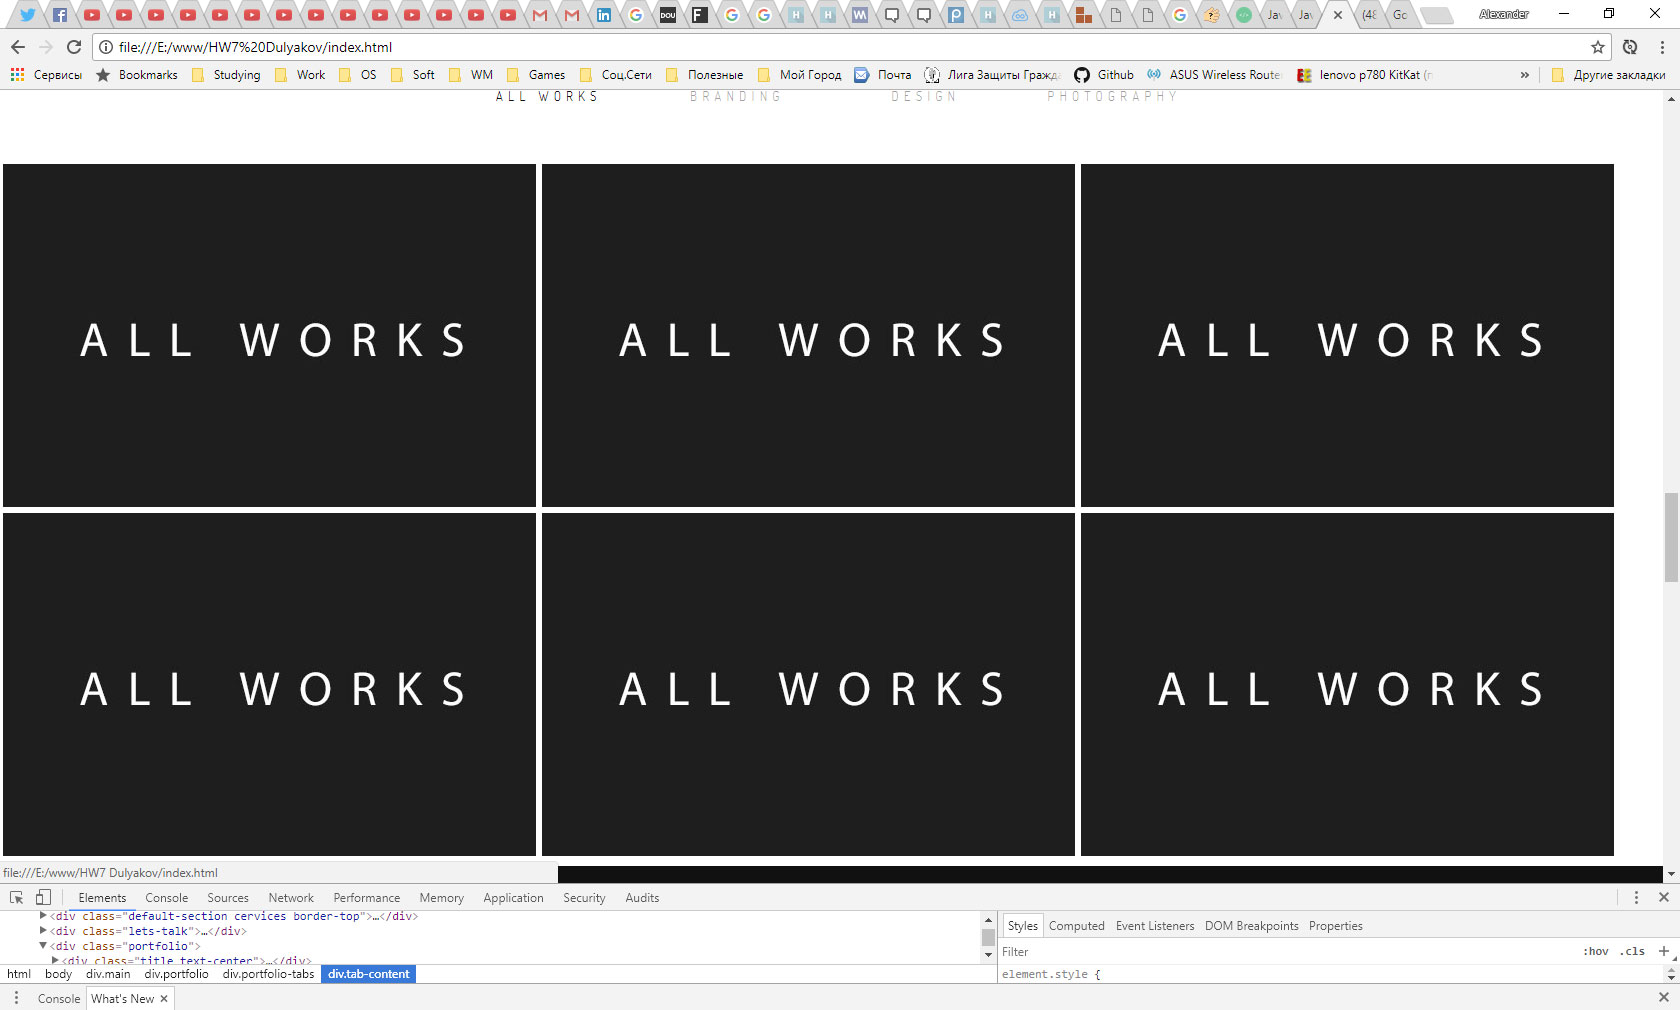 DOU
Jav
Jav
(48
Gc
Alexander
file:///E:/www/HW7%20Dulyakov/index.html
Сервисы Bookmarks Studying Work OS Soft WM Games Соц.Сети Полезные Мой Город Почта Лига Защиты Гражда Github ASUS Wireless Route lenovo p780 KitKat (п » Другие закладки
ALL WORKS BRANDING DESIGN PHOTOGRAPHY
ALL WORKS ALL WORKS ALL WORKS
ALL WORKS ALL WORKS ALL WORKS
file:///E:/www/HW7 Dulyakov/index.html
Elements Console Sources Network Performance Memory Application Security Audits
<div class="default-section cervices border-top">…</div>
<div class="lets-talk">…</div>
<div class="portfolio">
<div class="title text-center">…</div>
html body div.main div.portfolio div.portfolio-tabs div.tab-content
Styles Computed Event Listeners DOM Breakpoints Properties
Filter :hov .cls +
element.style {
Console What's New